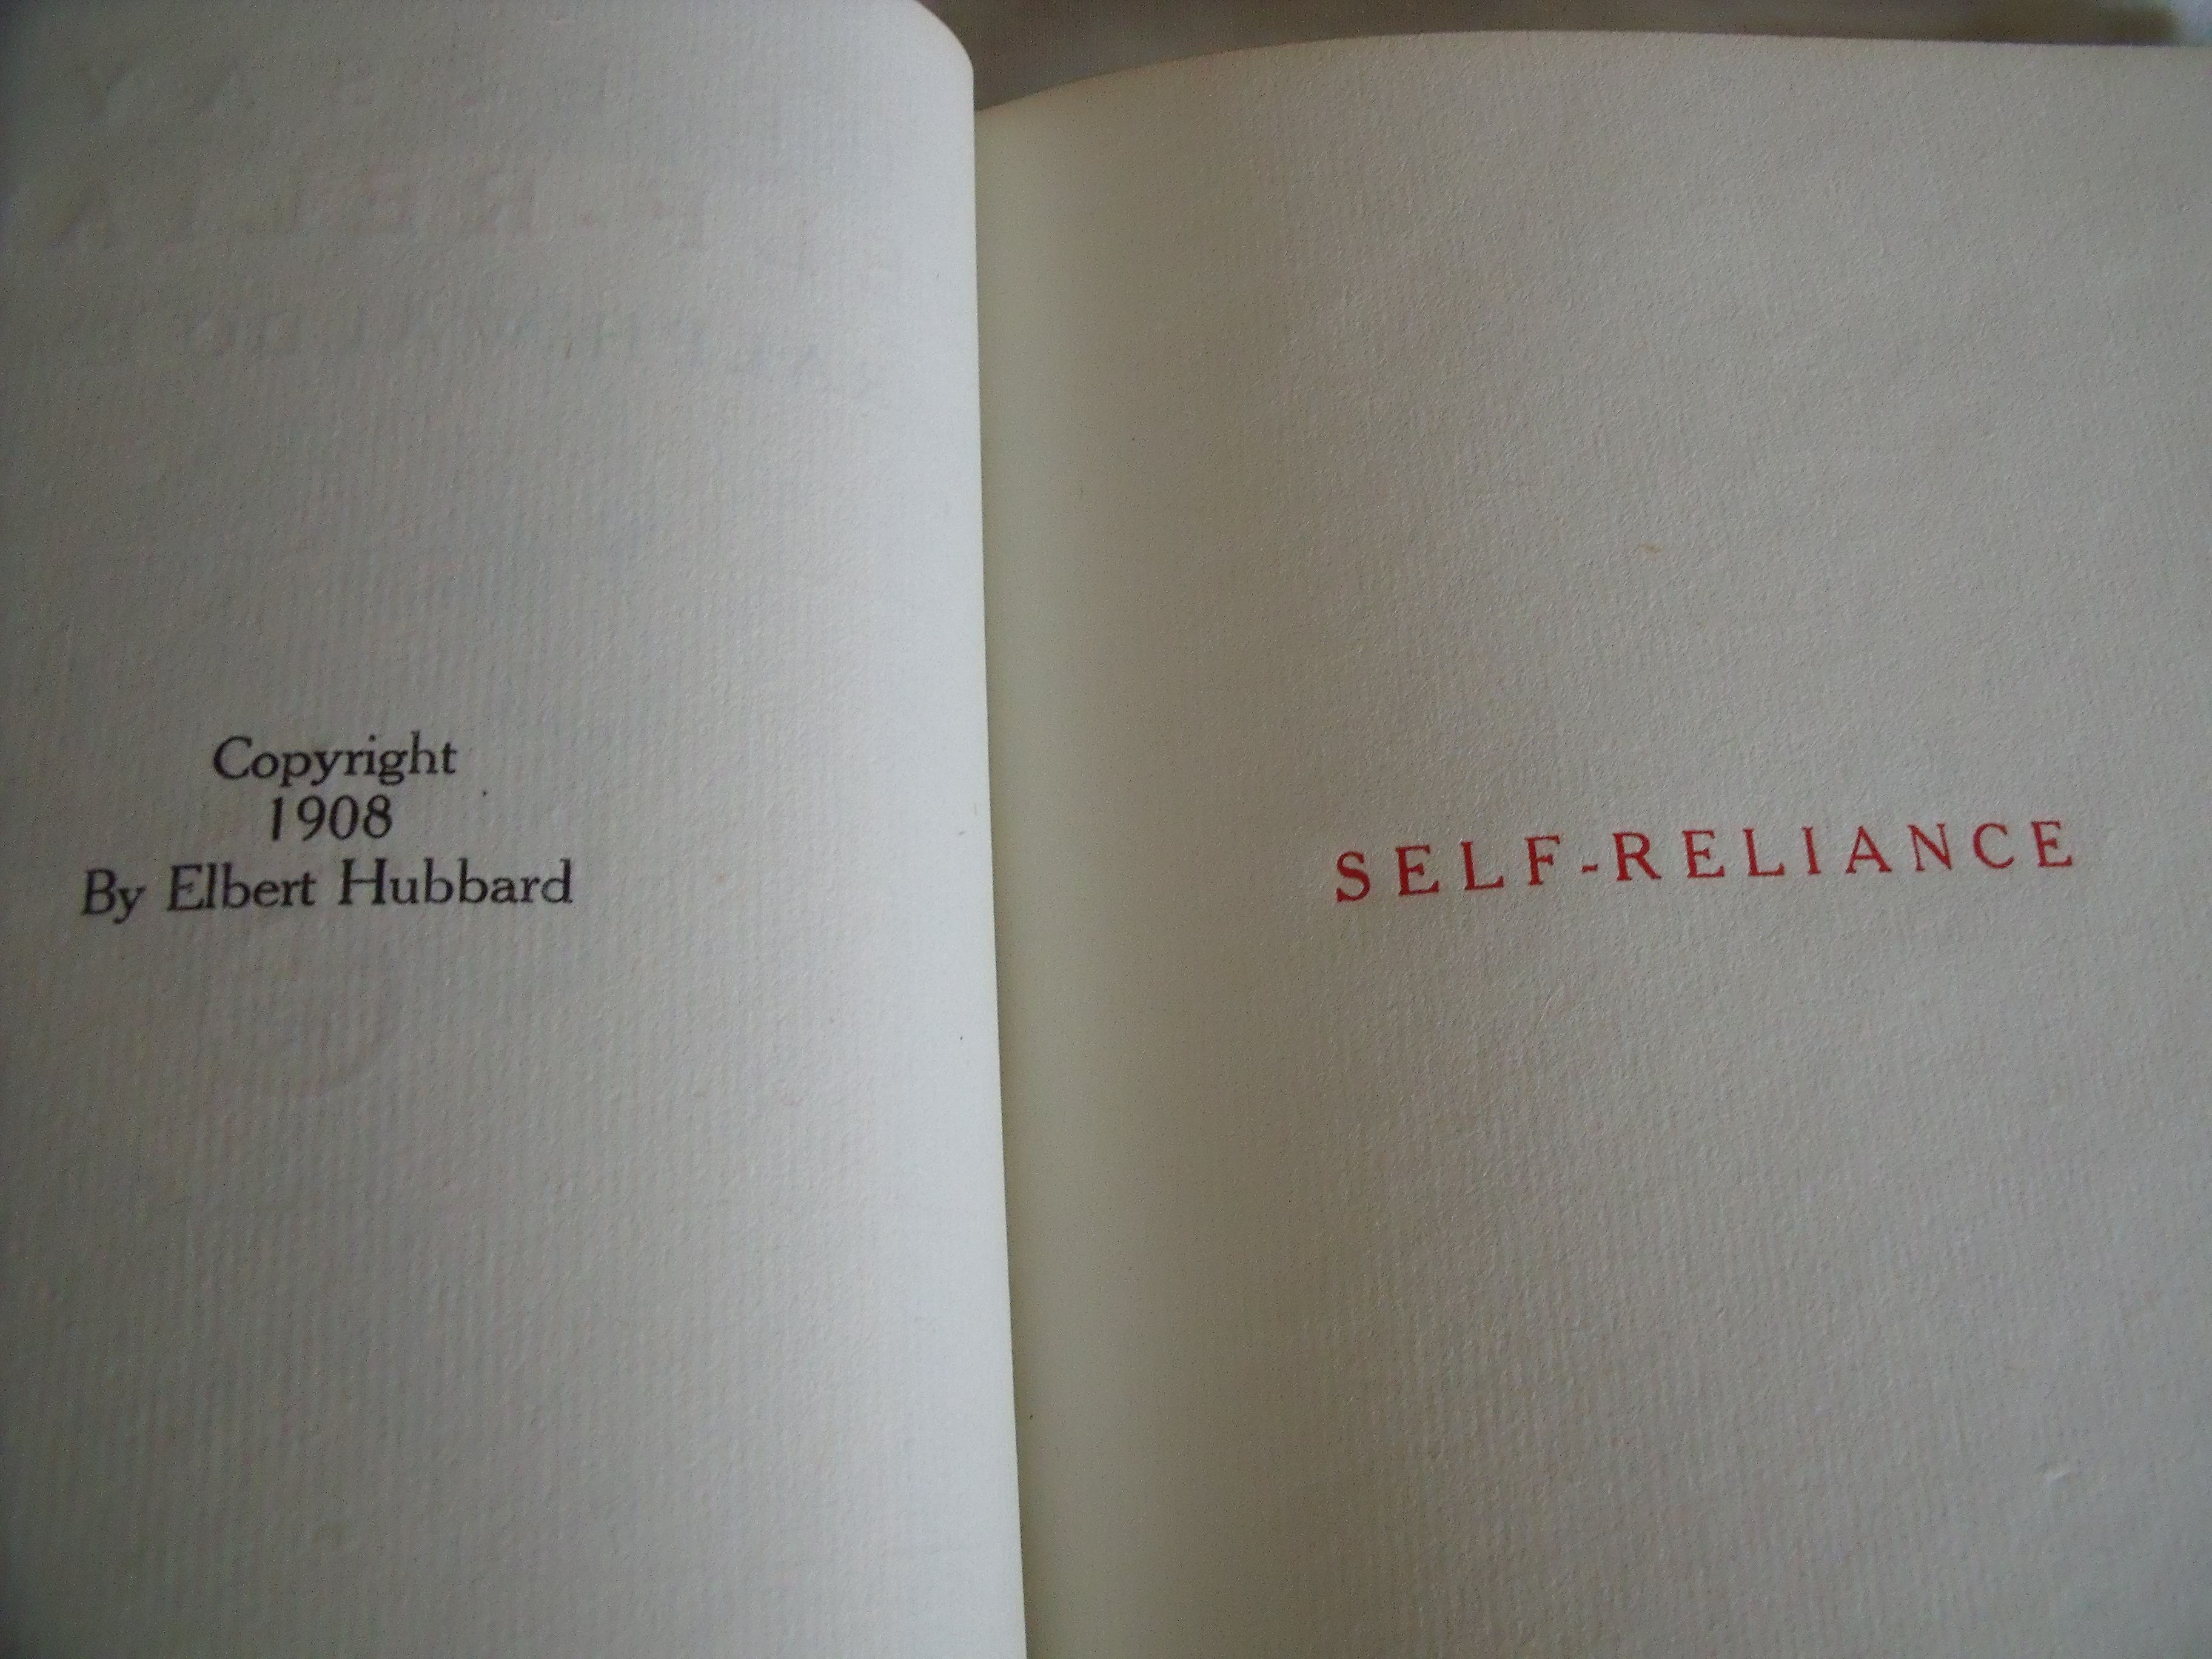 Copyright
1908
By Elbert Hubbard
SELF-RELIANCE